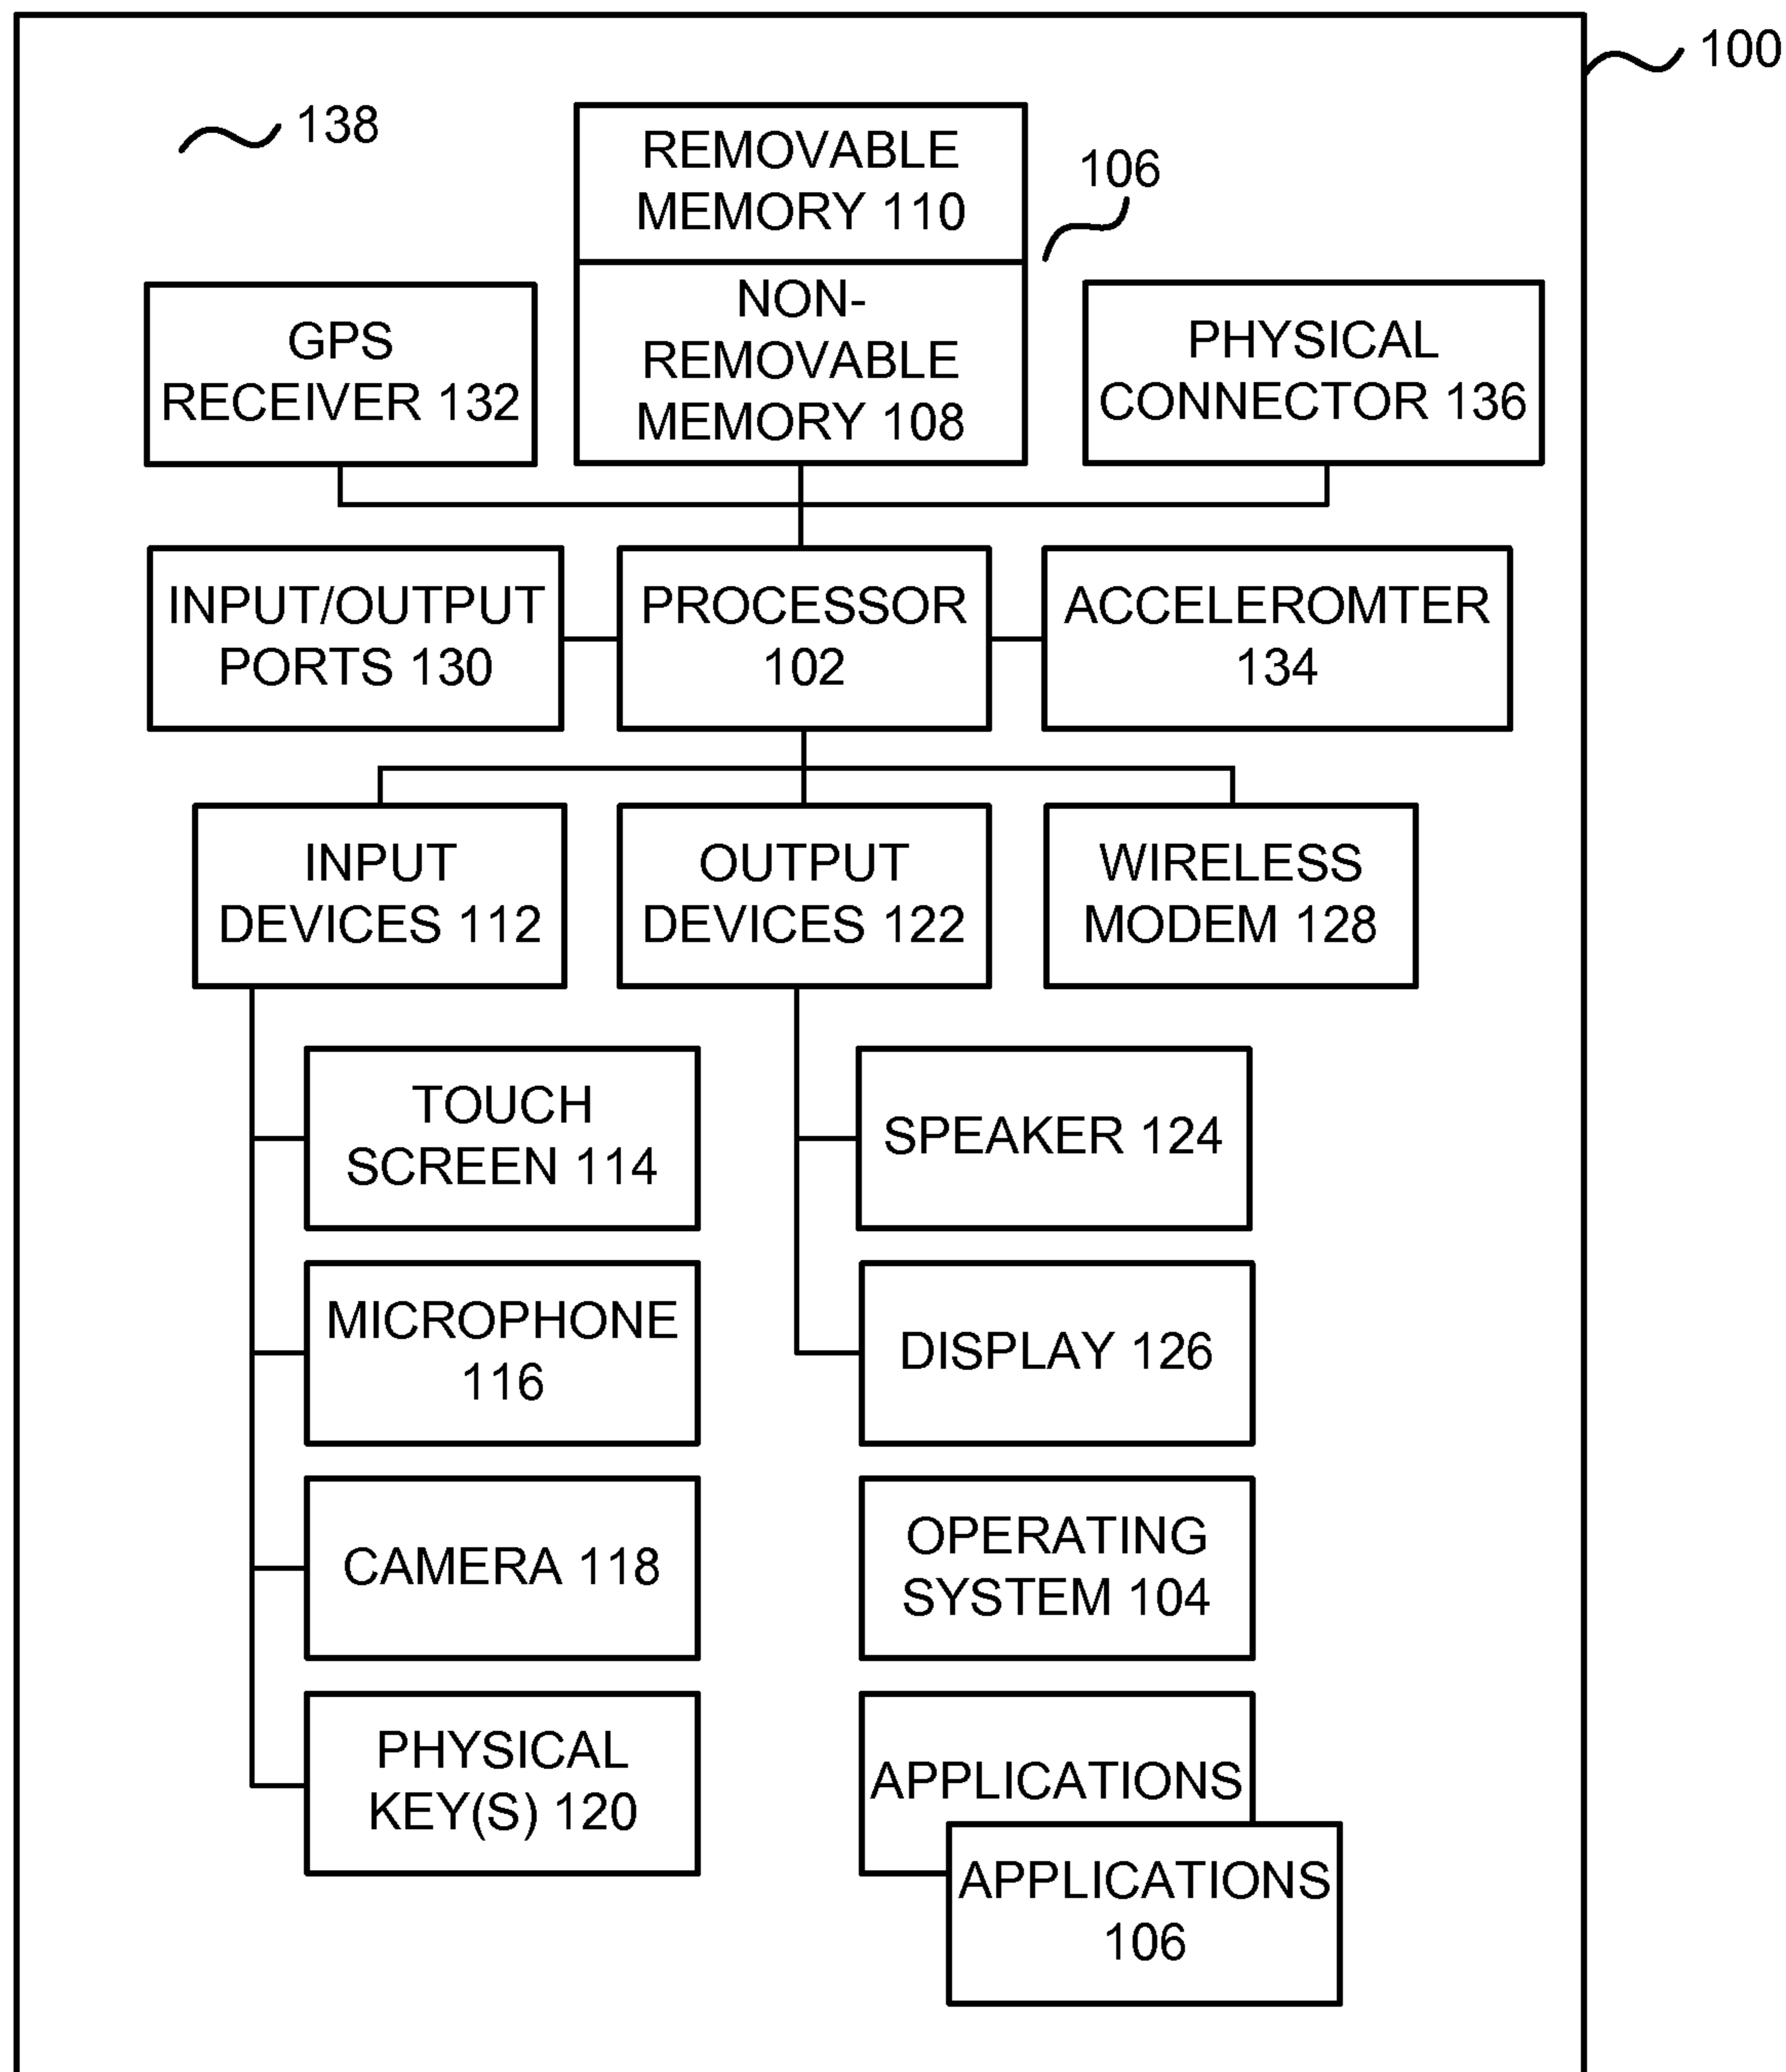 100
138
REMOVABLE
MEMORY 110
106
NON-
REMOVABLE
MEMORY 108
GPS
RECEIVER 132
PHYSICAL
CONNECTOR 136
INPUT/OUTPUT
PORTS 130
PROCESSOR
102
ACCELEROMTER
134
INPUT
DEVICES 112
OUTPUT
DEVICES 122
WIRELESS
MODEM 128
TOUCH
SCREEN 114
SPEAKER 124
MICROPHONE
116
DISPLAY 126
CAMERA 118
OPERATING
SYSTEM 104
PHYSICAL
KEY(S) 120
APPLICATIONS
APPLICATIONS
106